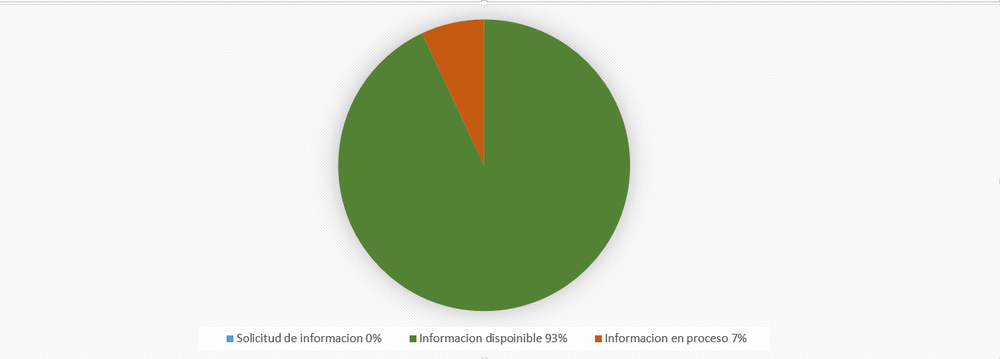 Solicitud de informacion 0% Informacion dispoinible 93% Informacion en proceso 7%